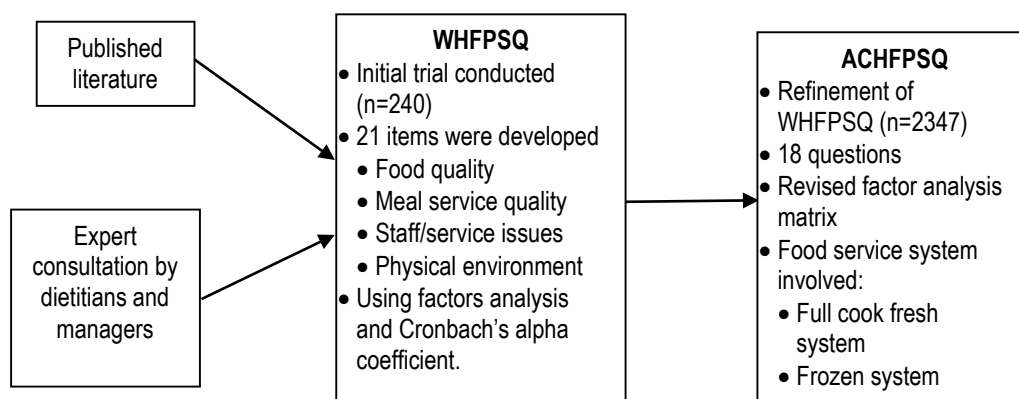 Published
literature
Expert
consultation by
dietitians and
managers
WHFPSQ
• Initial trial conducted
(n=240)
• 21 items were developed
• Food quality
• Meal service quality
• Staff/service issues
• Physical environment
• Using factors analysis
and Cronbach's alpha
coefficient.
ACHFPSQ
• Refinement of
WHFPSQ (n=2347)
• 18 questions
• Revised factor analysis
matrix
• Food service system
involved:
• Full cook fresh
system
• Frozen system